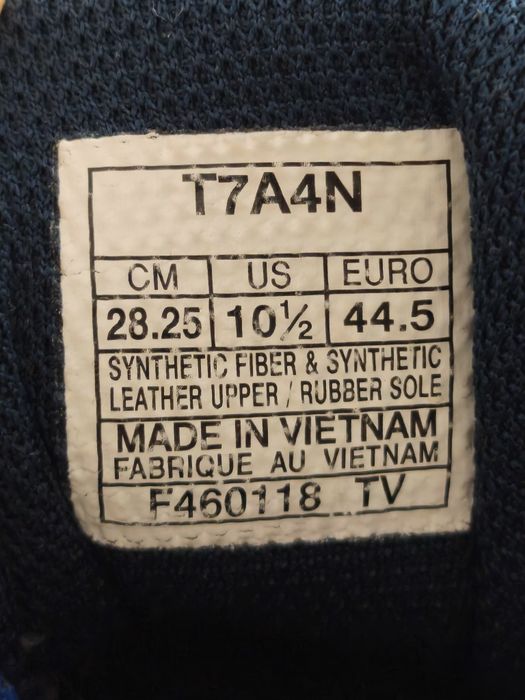 T7A4N
CM US EURO
28.25 10½ 44.5
SYNTHETIC FIBER & SYNTHETIC
LEATHER UPPER / RUBBER SOLE
MADE IN VIETNAM
FABRIQUE AU VIETNAM
F460118 TV